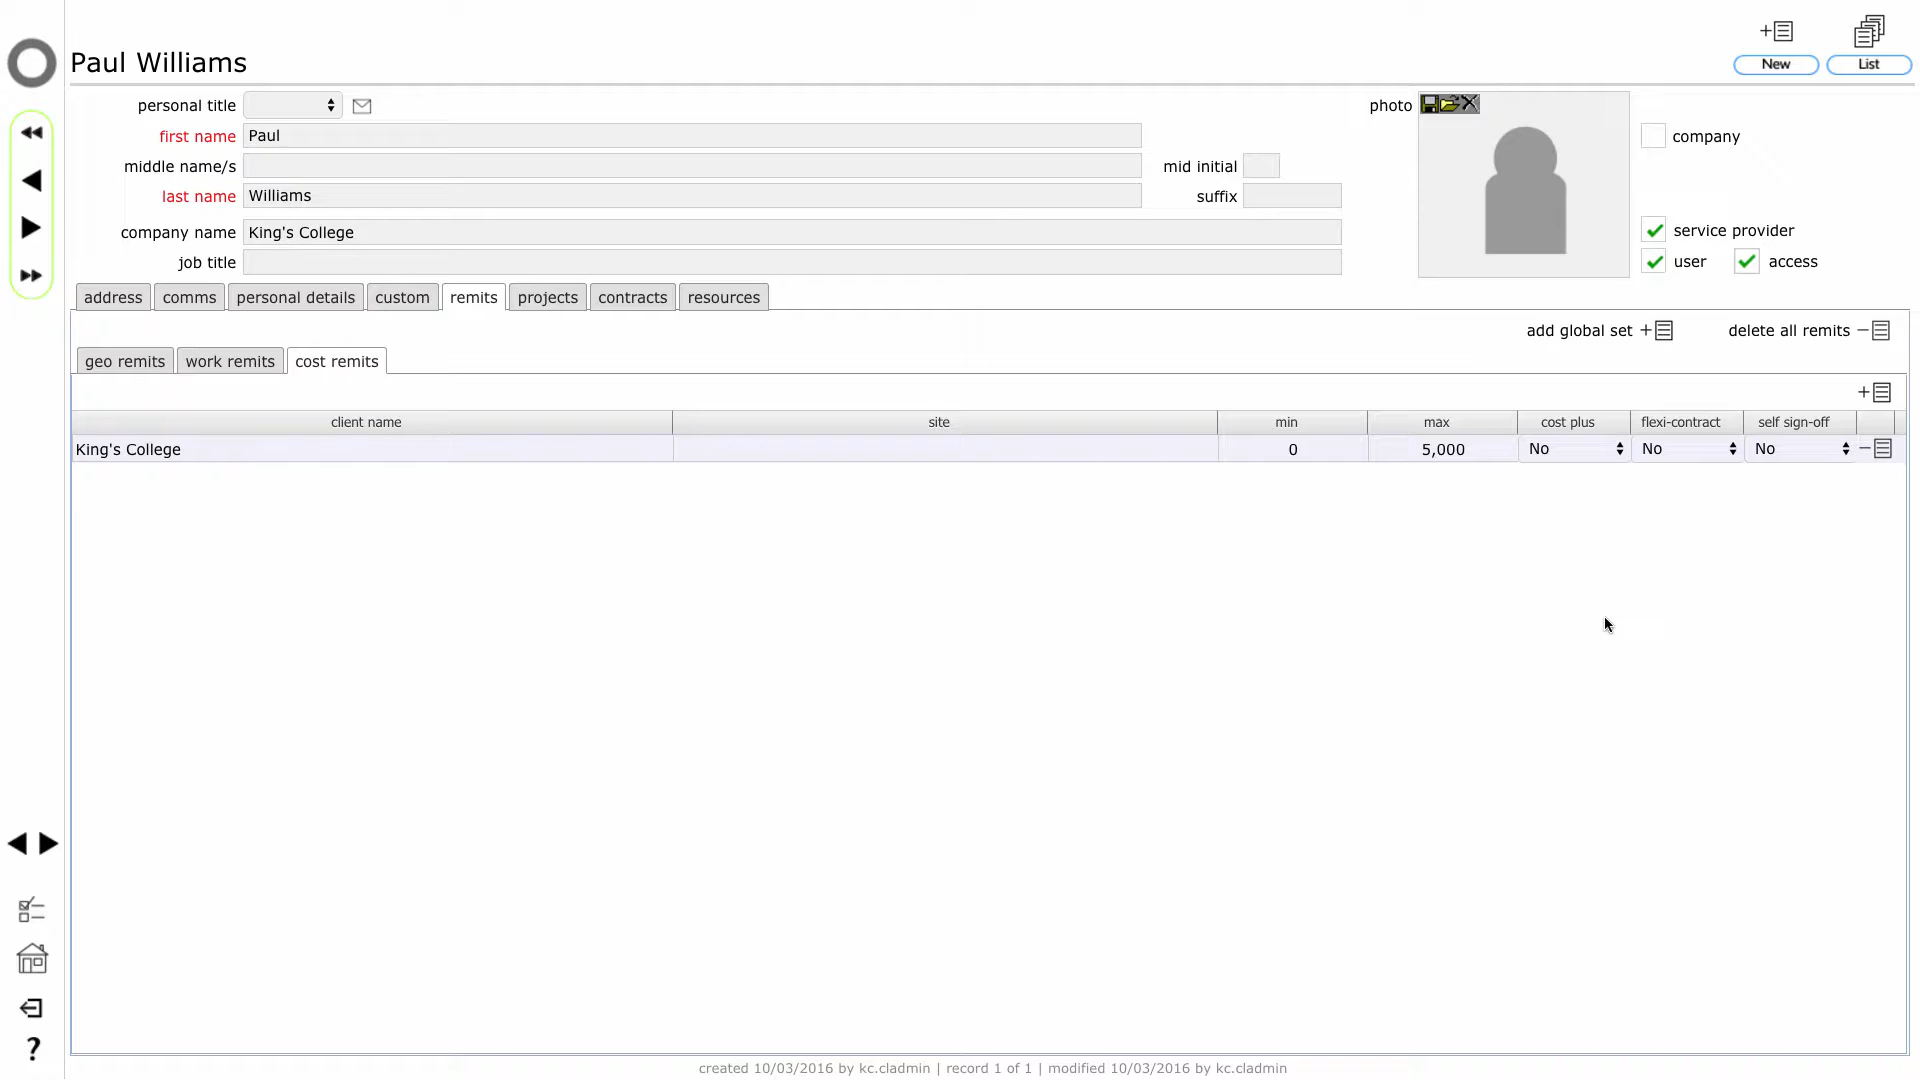 Paul Williams
New
List
personal title
first name Paul
middle name/s
mid initial
last name Williams
suffix
company name King's College
job title
photo
company
service provider
user
access
address comms personal details custom remits projects contracts resources
add global set + delete all remits −
geo remits work remits cost remits
+
client name site min max cost plus flexi-contract self sign-off
King's College 0 5,000 No No No −
?
created 10/03/2016 by kc.cladmin | record 1 of 1 | modified 10/03/2016 by kc.cladmin